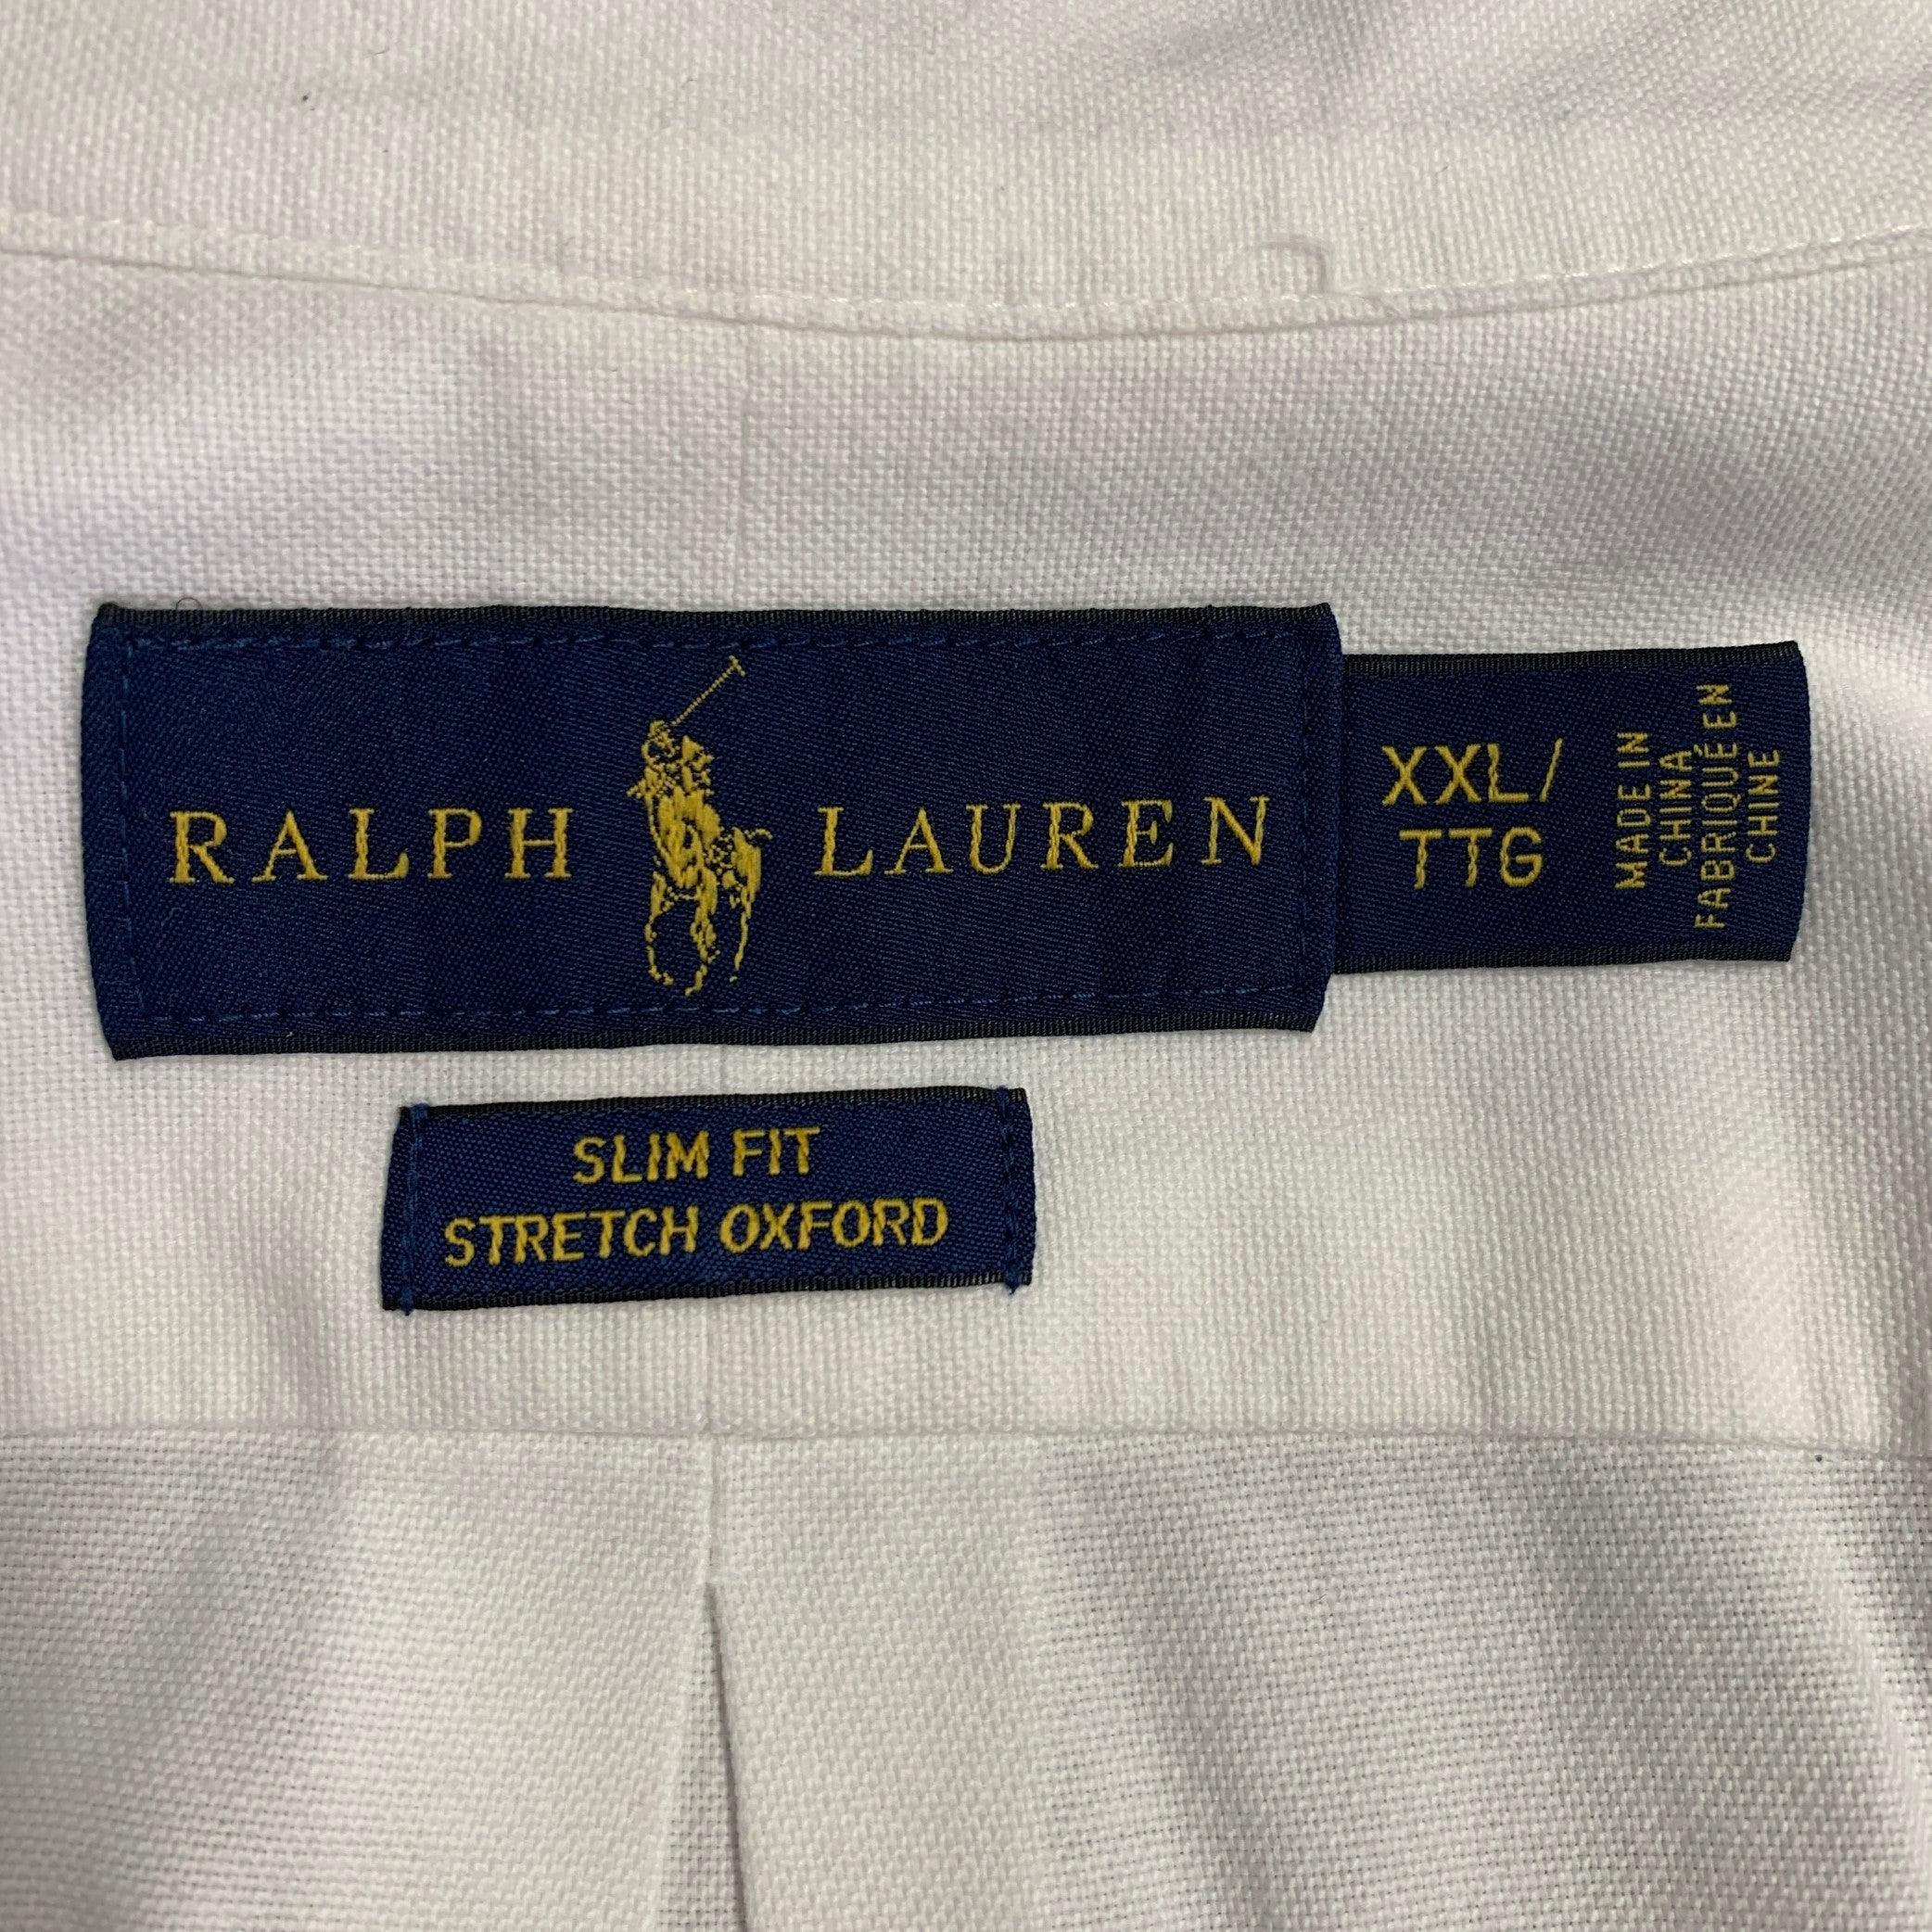 RALPH LAUREN
XXL/
TTG
MADE IN
CHINA
FABRIQUÉ EN
CHINE
SLIM FIT
STRETCH OXFORD